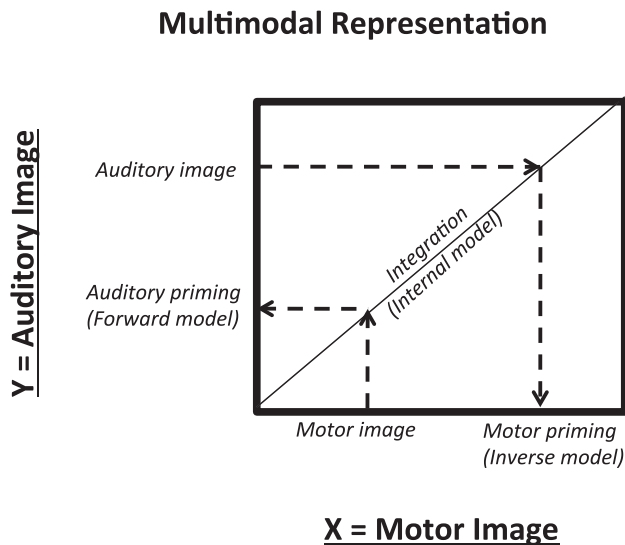 Multimodal Representation
Y = Auditory Image
Auditory image
Integration
(Internal model)
Auditory priming
(Forward model)
Motor image
Motor priming
(Inverse model)
X = Motor Image